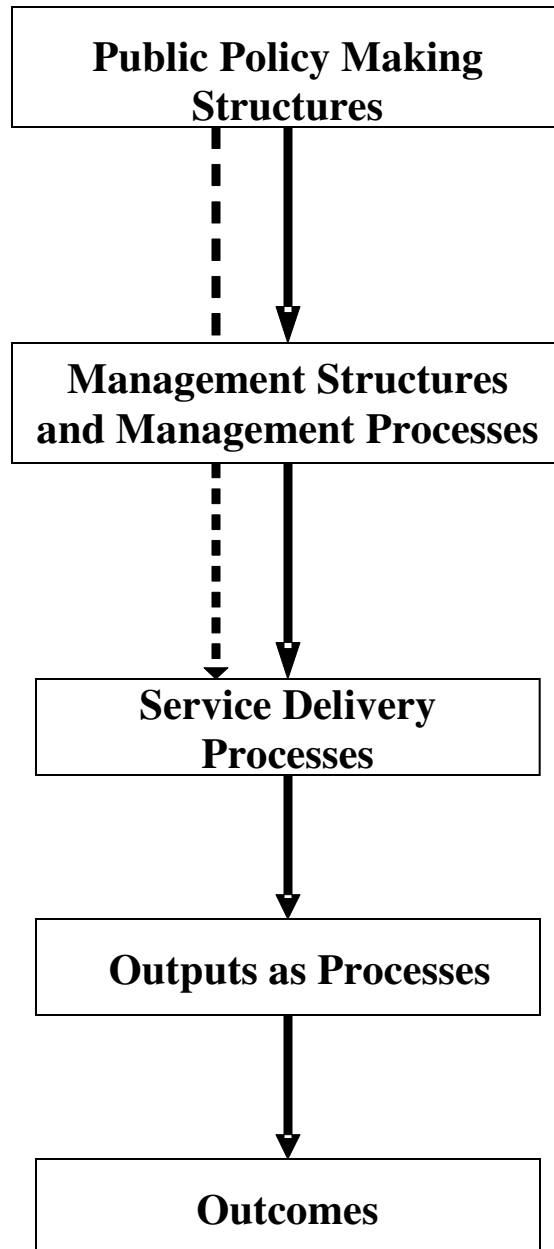 Public Policy Making
Structures
Management Structures
and Management Processes
Service Delivery
Processes
Outputs as Processes
Outcomes